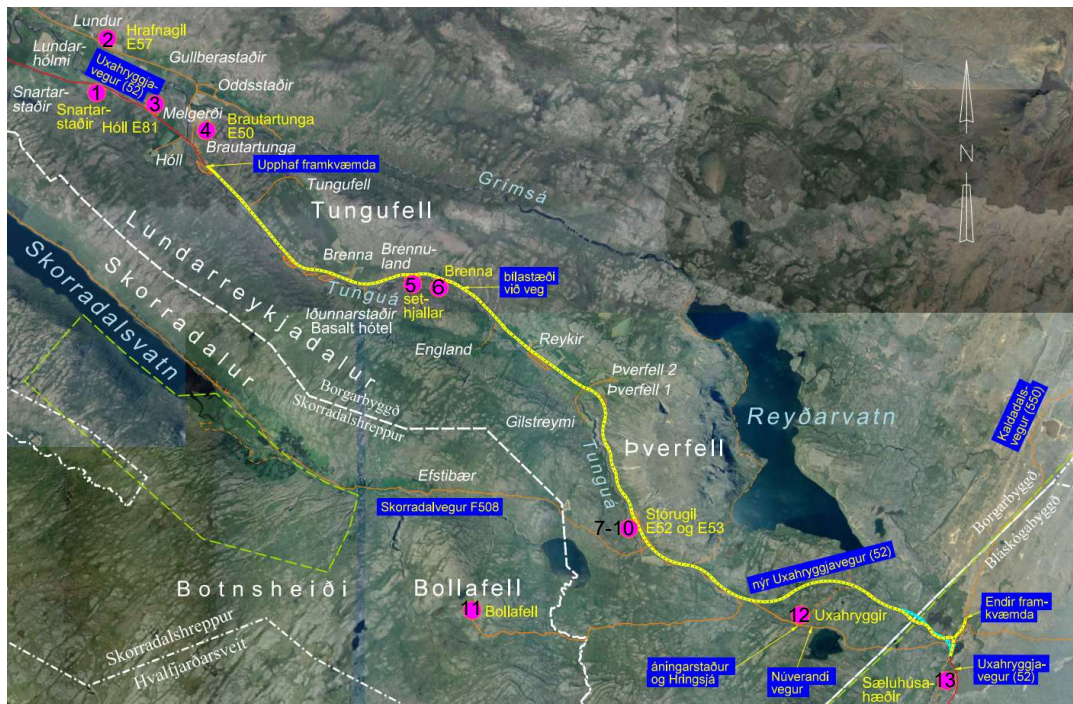 Lundur
2
Hrafnagil
E57
Lundar-
hólmi
Gullberastaðir
Uxahryggja-
vegur (52)
Oddsstaðir
Snartar-
staðir
1
3
Snartar-
staðir
Hóll E81
Melgerði
4
Brautartunga
E50
Brautartunga
Hóll
Upphaf framkvæmda
Tungufell
Tungufell
Grímsá
N
Lundarreykjadalur
Skorradalur
Skorradalsvatn
Brenna
Brennu-
land
Brenna
5
6
set-
hjallar
bílastæði
við veg
Tunguá
Iðunnarstaðir
Basalt hótel
England
Reykir
Þverfell 2
Þverfell 1
Borgarbyggð
Skorradalshreppur
Gilstreymi
Tunguá
Þverfell
Reyðarvatn
Kaldadals-
vegur (550)
Borgarbyggð
Bláskógabyggð
Efstibær
Skorradalvegur F508
7-10
Stórugil
E52 og E53
nýr Uxahryggjavegur (52)
Botnsheiði
Bollafell
11
Bollafell
12
Uxahryggir
Endir fram-
kvæmda
Skorradalshreppur
Hvalfjarðarsveit
áningarstaður
og Hringsjá
Núverandi
vegur
Sæluhúsa-
hæðir
13
Uxahryggja-
vegur (52)